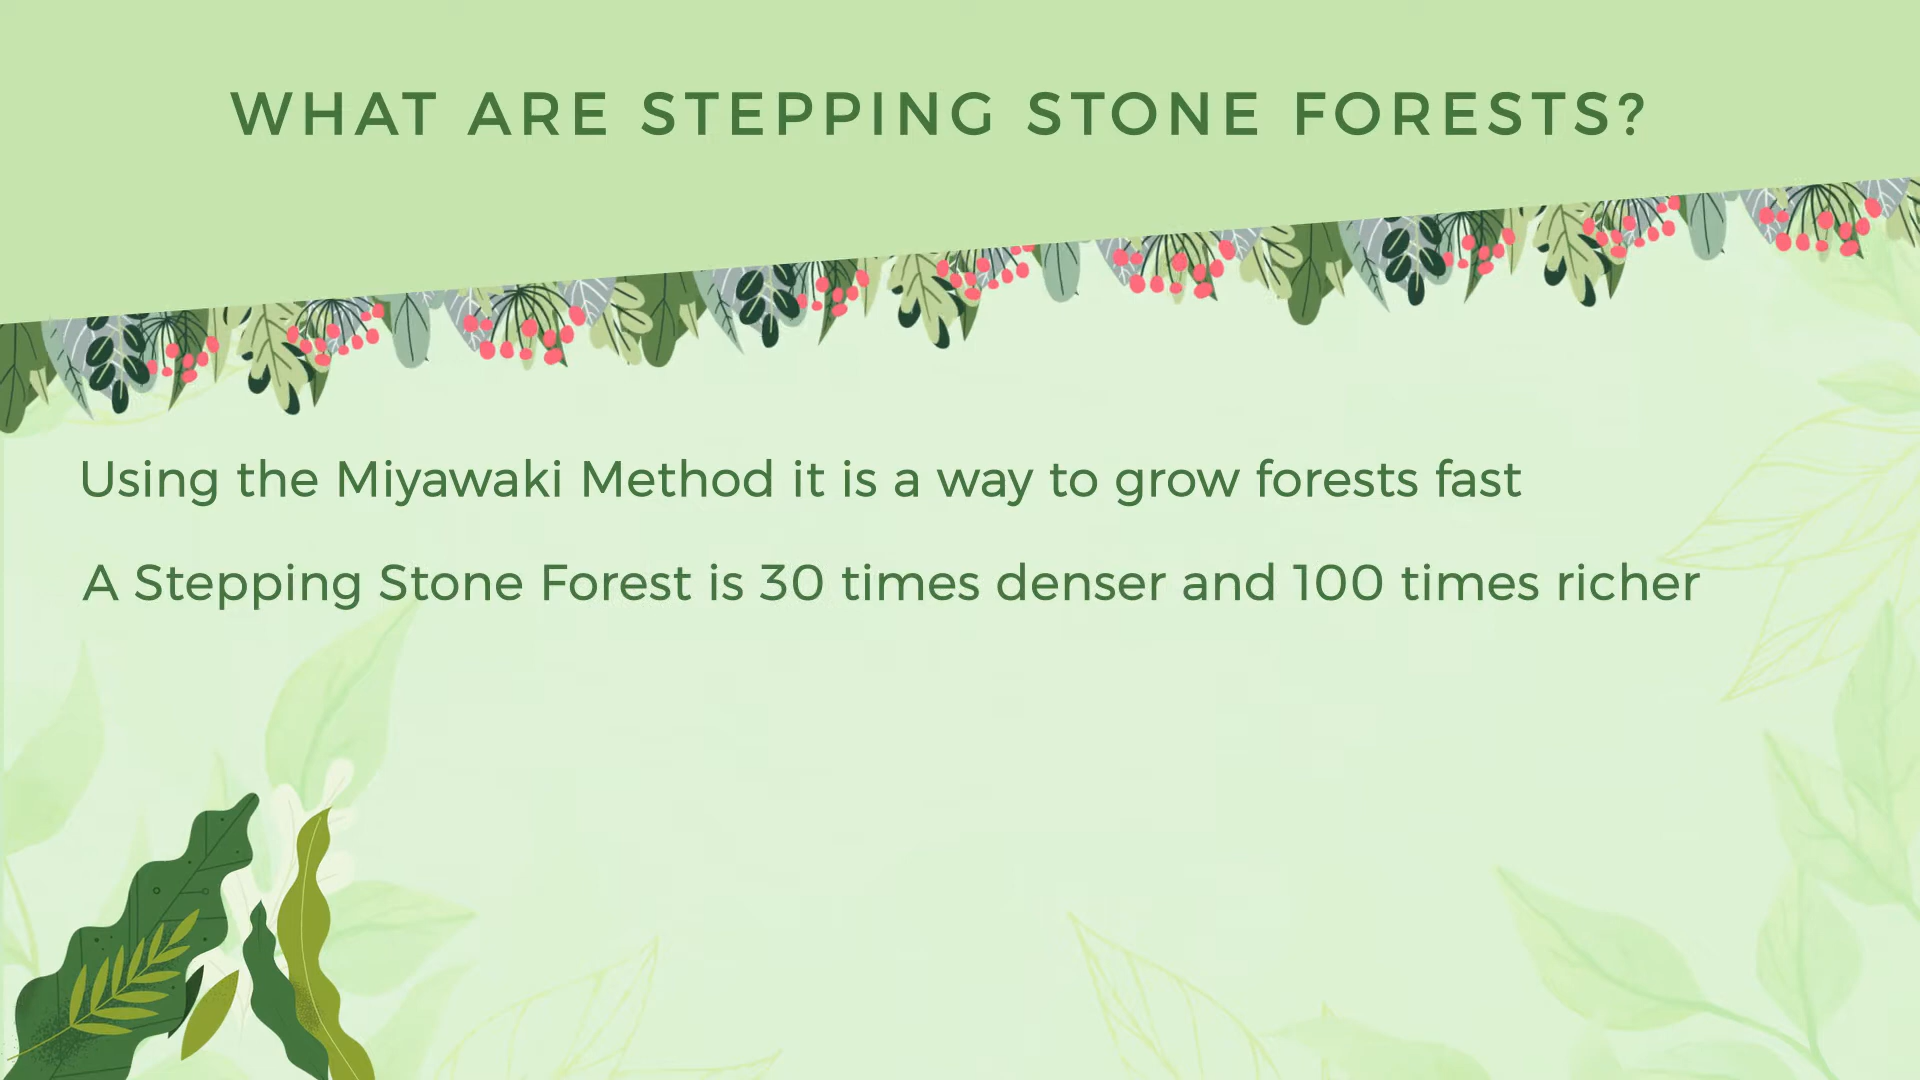 WHAT ARE STEPPING STONE FORESTS?
Using the Miyawaki Method it is a way to grow forests fast
A Stepping Stone Forest is 30 times denser and 100 times richer